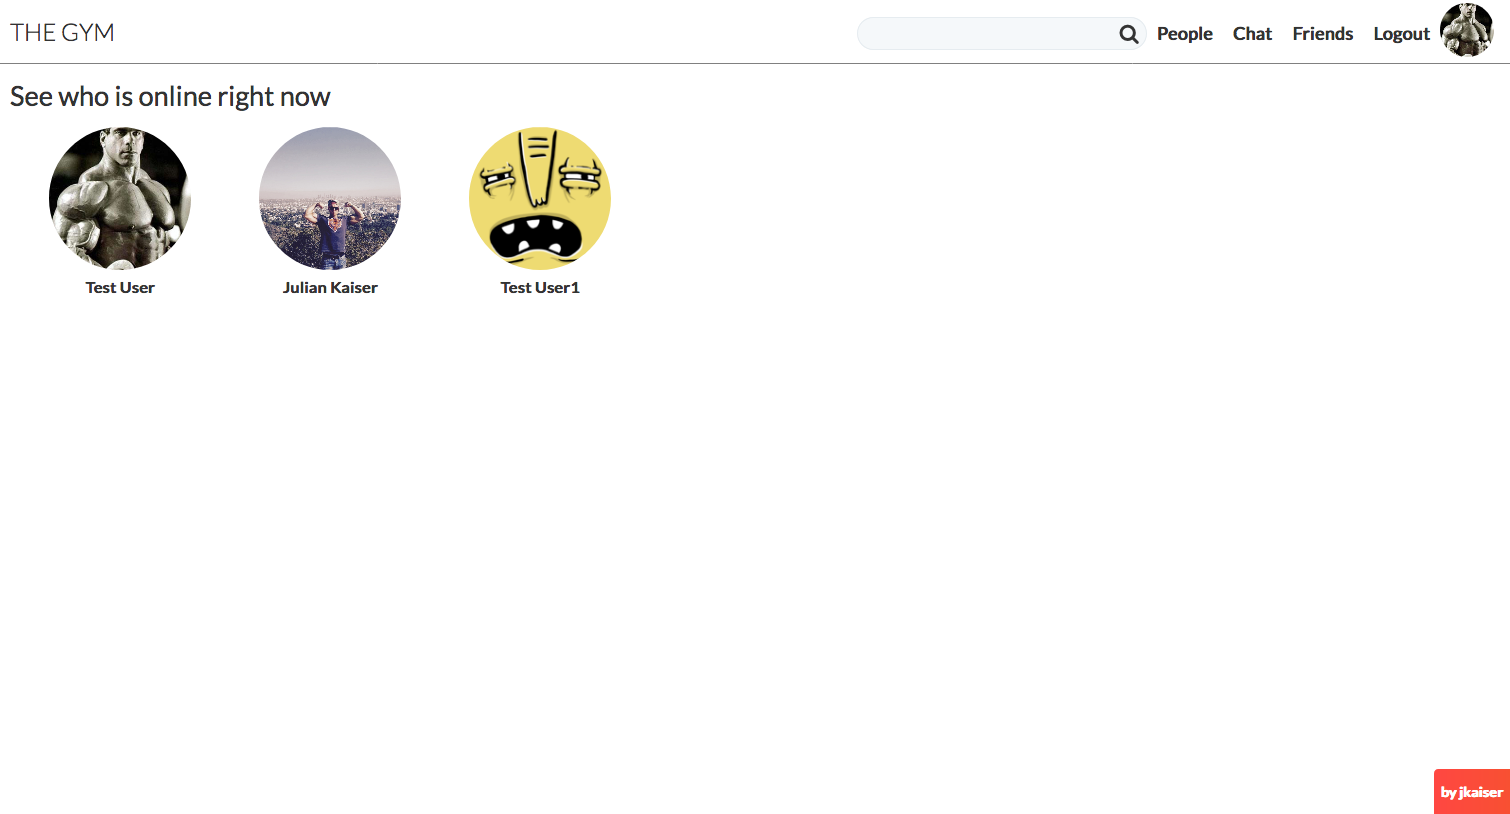 THE GYM
People Chat Friends Logout
See who is online right now
Test User
Julian Kaiser
Test User1
by jkaiser